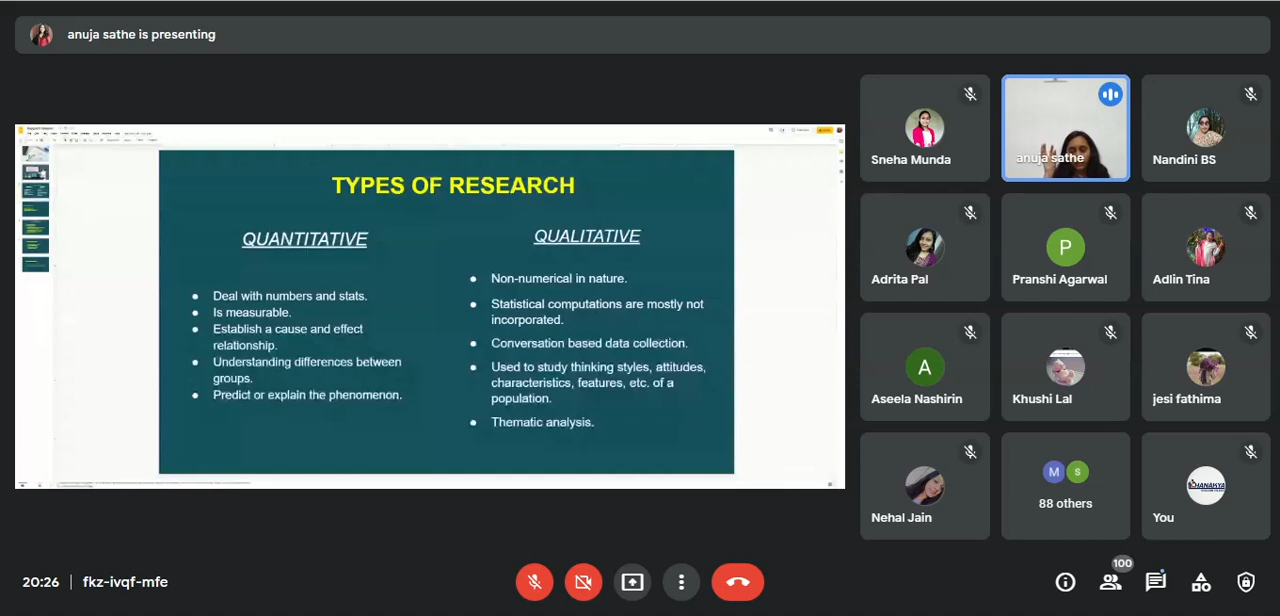 anuja sathe is presenting
TYPES OF RESEARCH
QUANTITATIVE
Deal with numbers and stats.
Is measurable.
Establish a cause and effect
relationship.
Understanding differences between
groups.
Predict or explain the phenomenon.
QUALITATIVE
Non-numerical in nature.
Statistical computations are mostly not
incorporated.
Conversation based data collection.
Used to study thinking styles, attitudes,
characteristics, features, etc. of a
population.
Thematic analysis.
Sneha Munda
anuja sathe
Nandini BS
Adrita Pal
P
Pranshi Agarwal
Adlin Tina
A
Aseela Nashirin
Khushi Lal
jesi fathima
Nehal Jain
M S
88 others
CHANAKYA
You
20:26 | fkz-ivqf-mfe
100